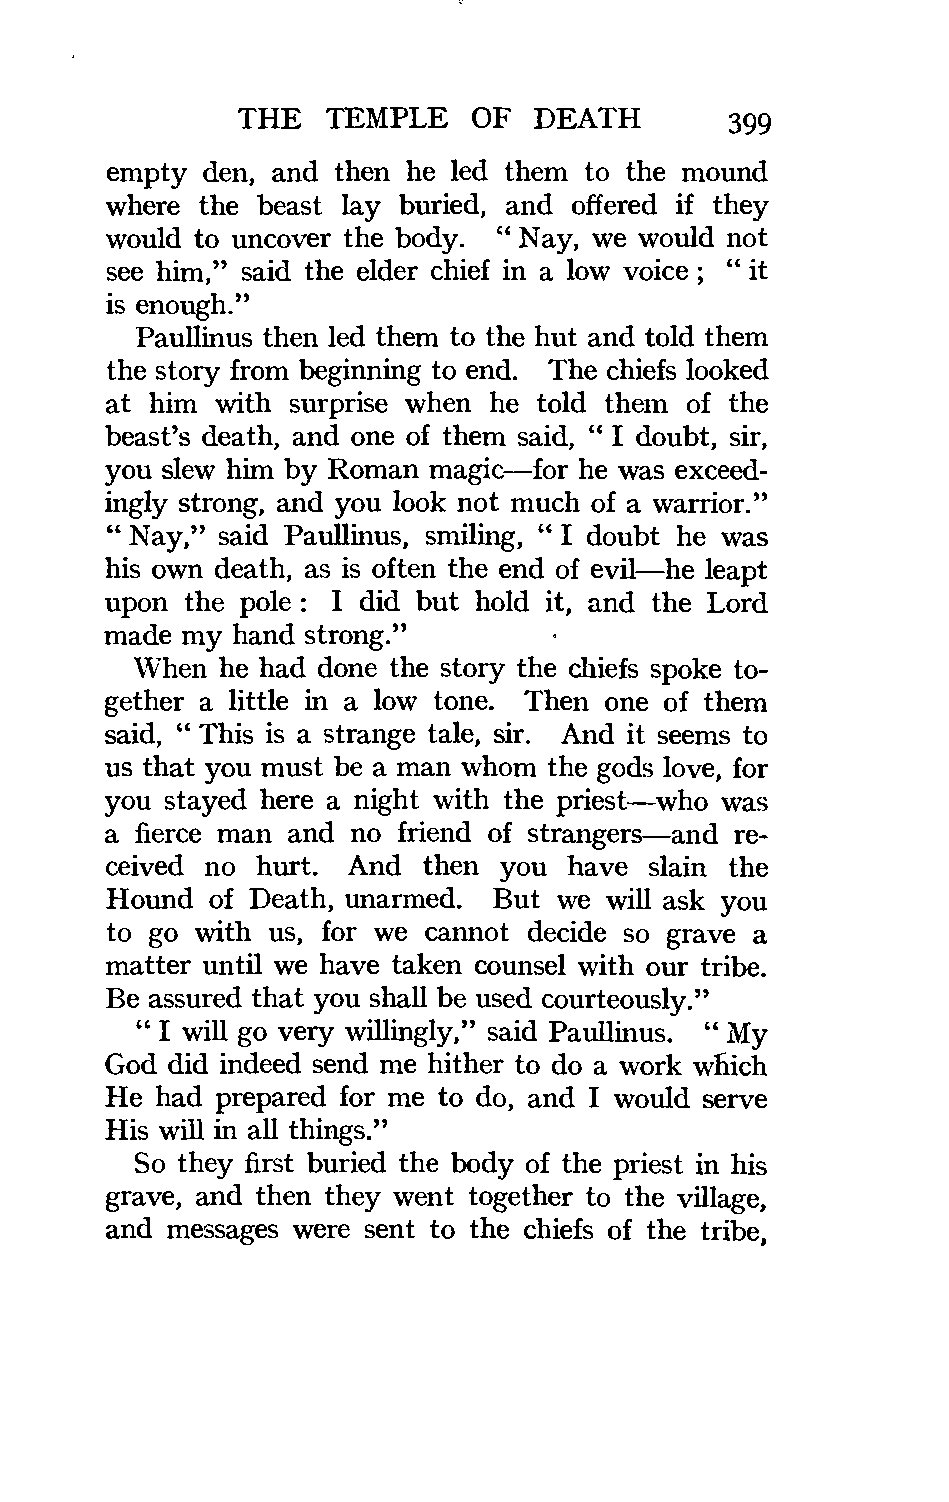 THE TEMPLE OF DEATH 399
empty den, and then he led them to the mound
where the beast lay buried, and offered if they
would to uncover the body. “ Nay, we would not
see him,” said the elder chief in a low voice ; “ it
is enough.”
Paullinus then led them to the hut and told them
the story from beginning to end. The chiefs looked
at him with surprise when he told them of the
beast’s death, and one of them said, “ I doubt, sir,
you slew him by Roman magic—for he was exceed-
ingly strong, and you look not much of a warrior.”
“ Nay,” said Paullinus, smiling, “ I doubt he was
his own death, as is often the end of evil—he leapt
upon the pole : I did but hold it, and the Lord
made my hand strong.”
When he had done the story the chiefs spoke to-
gether a little in a low tone. Then one of them
said, “ This is a strange tale, sir. And it seems to
us that you must be a man whom the gods love, for
you stayed here a night with the priest—who was
a fierce man and no friend of strangers—and re-
ceived no hurt. And then you have slain the
Hound of Death, unarmed. But we will ask you
to go with us, for we cannot decide so grave a
matter until we have taken counsel with our tribe.
Be assured that you shall be used courteously.”
“ I will go very willingly,” said Paullinus. “ My
God did indeed send me hither to do a work which
He had prepared for me to do, and I would serve
His will in all things.”
So they first buried the body of the priest in his
grave, and then they went together to the village,
and messages were sent to the chiefs of the tribe,